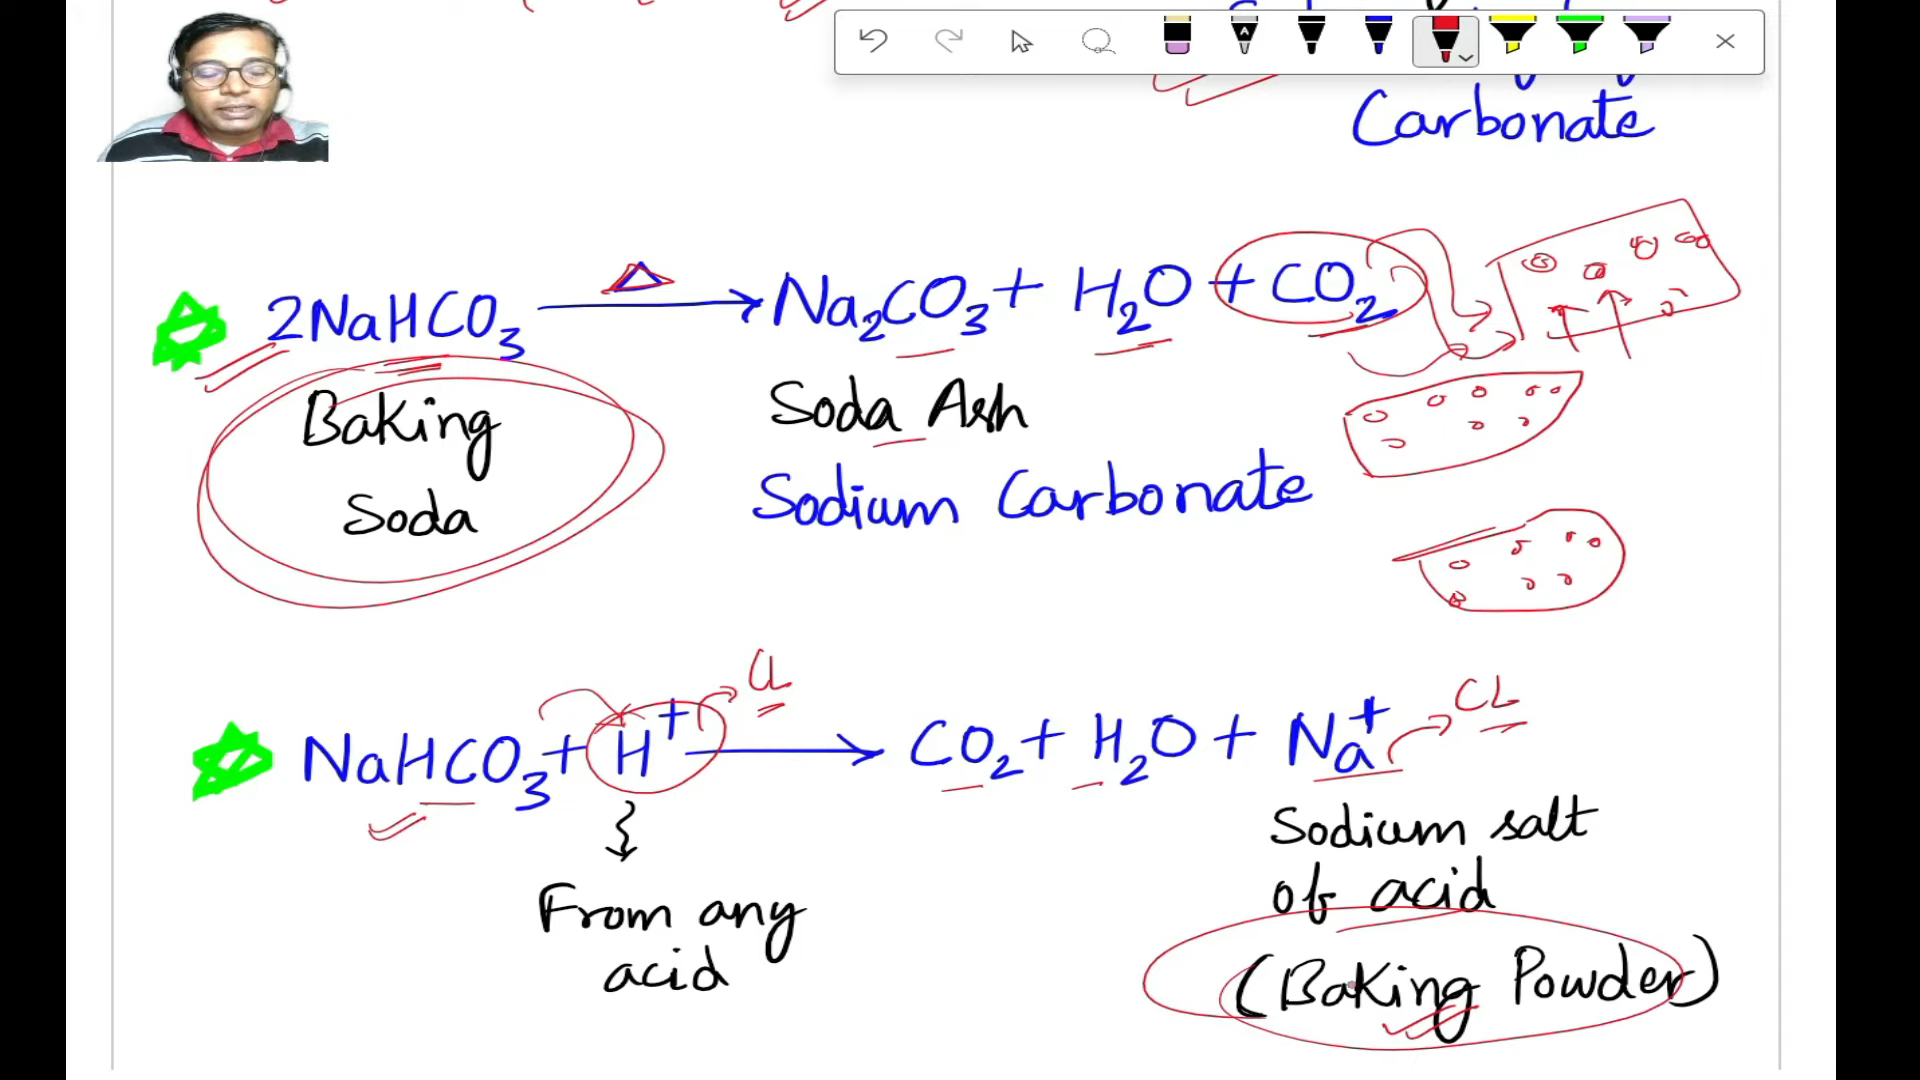 Carbonate
2NaHCO₃ △→ Na₂CO₃ + H₂O + CO₂
Baking Soda Ash
Soda Sodium Carbonate
Cl CL
NaHCO₃ + H⁺ → CO₂ + H₂O + Na⁺
Sodium salt
From any of acid
acid (Baking Powder)